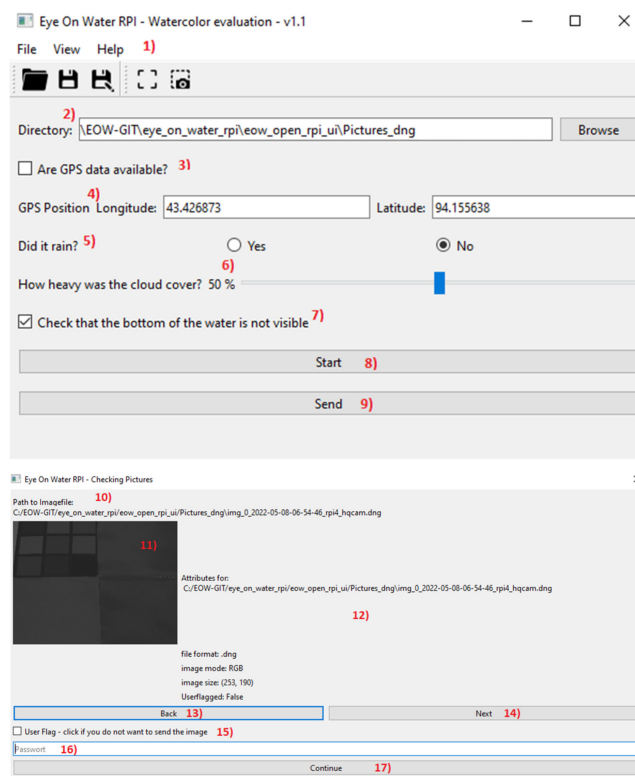 Eye On Water RPI - Watercolor evaluation - v1.1
File View Help 1)
2)
Directory: \EOW-GIT\eye_on_water_rpi\eow_open_rpi_ui\Pictures_dng Browse
Are GPS data available? 3)
4)
GPS Position Longitude: 43.426873 Latitude: 94.155638
Did it rain? 5) Yes No
6)
How heavy was the cloud cover? 50 %
Check that the bottom of the water is not visible 7)
Start 8)
Send 9)
Eye On Water RPI - Checking Pictures
Path to Imagefile: 10)
C:/EOW-GIT/eye_on_water_rpi/eow_open_rpi_ui/Pictures_dng\img_0_2022-05-08-06-54-46_rpi4_hqcam.dng
11)
Attributes for:
C:/EOW-GIT/eye_on_water_rpi/eow_open_rpi_ui/Pictures_dng\img_0_2022-05-08-06-54-46_rpi4_hqcam.dng
12)
file format: .dng
image mode: RGB
image size: (253, 190)
Userflagged: False
Back 13) Next 14)
User Flag - click if you do not want to send the image 15)
Passwort 16)
Continue 17)